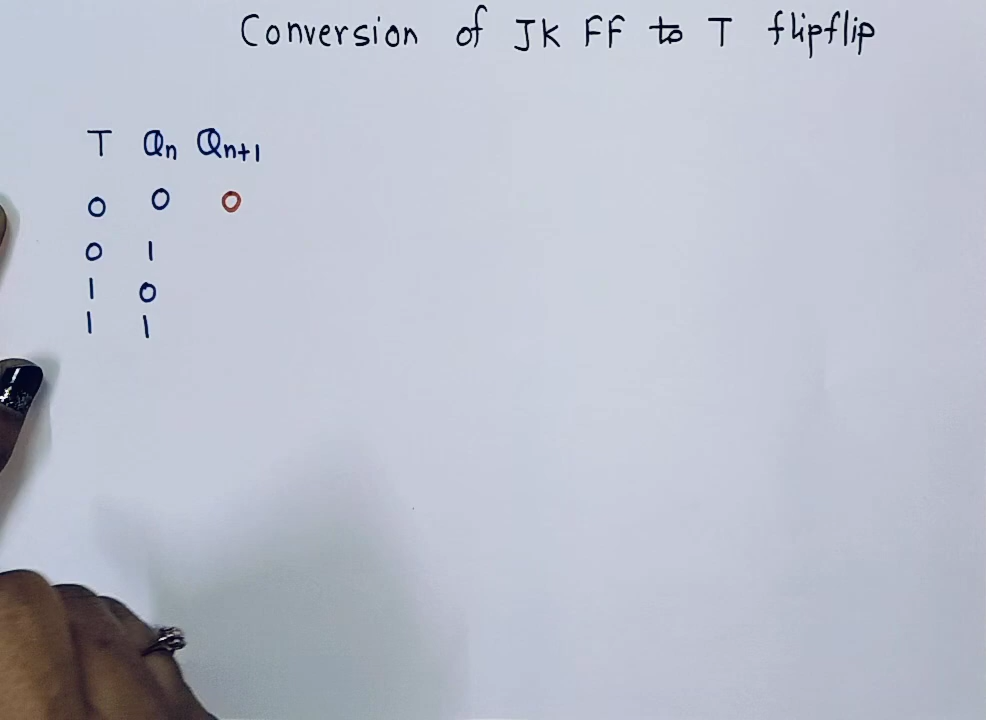 Conversion of JK FF to T flipflip
T Qn Qn+1
0 0 0
0 1
1 0
1 1